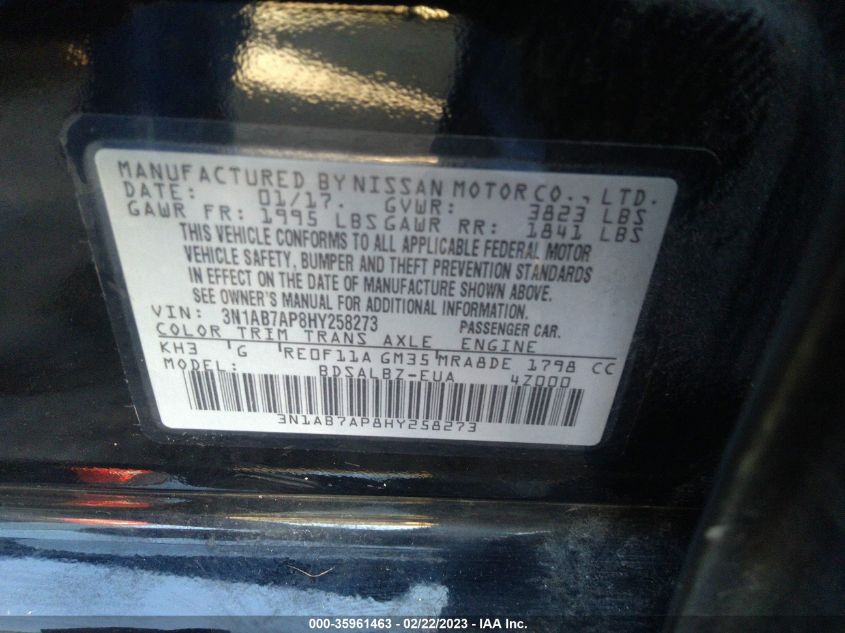 MANUFACTURED BY NISSAN MOTOR CO., LTD.
DATE: 01/17. GVWR: 3823 LBS
GAWR FR: 1995 LBS GAWR RR: 1841 LBS
THIS VEHICLE CONFORMS TO ALL APPLICABLE FEDERAL MOTOR
VEHICLE SAFETY, BUMPER AND THEFT PREVENTION STANDARDS
IN EFFECT ON THE DATE OF MANUFACTURE SHOWN ABOVE.
SEE OWNER'S MANUAL FOR ADDITIONAL INFORMATION.
VIN: 3N1AB7AP8HY258273 PASSENGER CAR.
COLOR TRIM TRANS AXLE ENGINE
KH3 G RE0F11A GM35 MRA8DE 1798 CC
MODEL: BDSALBZ-EUA 4Z000
3N1AB7AP8HY258273
000-35961463 - 02/22/2023 - IAA Inc.